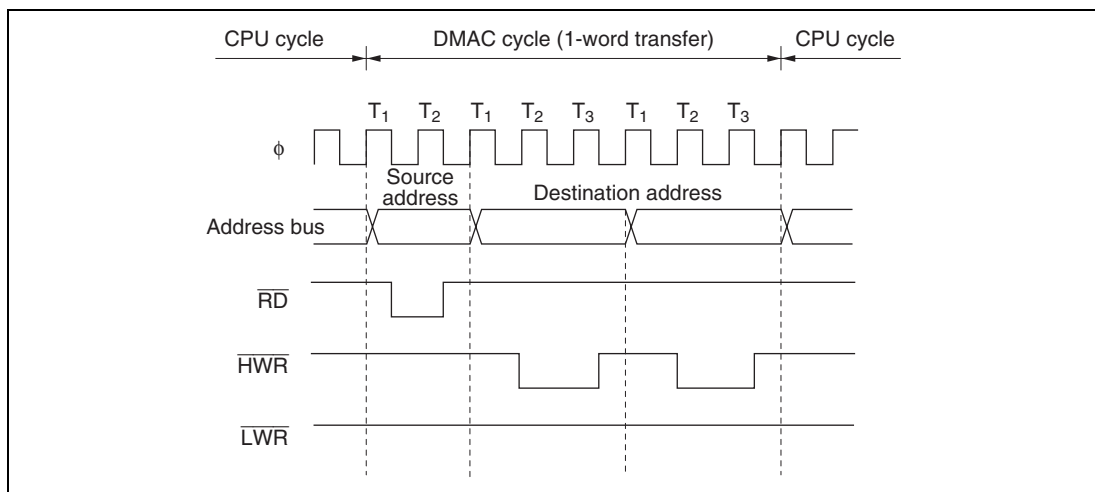 CPU cycle DMAC cycle (1-word transfer) CPU cycle
T1 T2 T1 T2 T3 T1 T2 T3
ϕ
Source
address Destination address
Address bus
RD
HWR
LWR